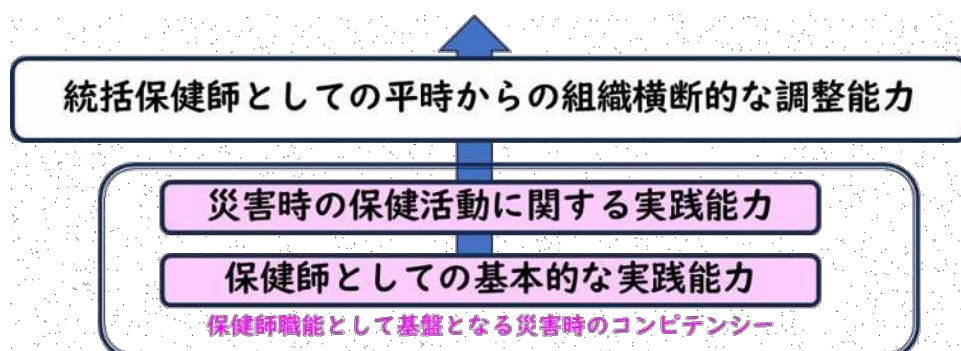 統括保健師としての平時からの組織横断的な調整能力
災害時の保健活動に関する実践能力
保健師としての基本的な実践能力
保健師職能として基盤となる災害時のコンピテンシー